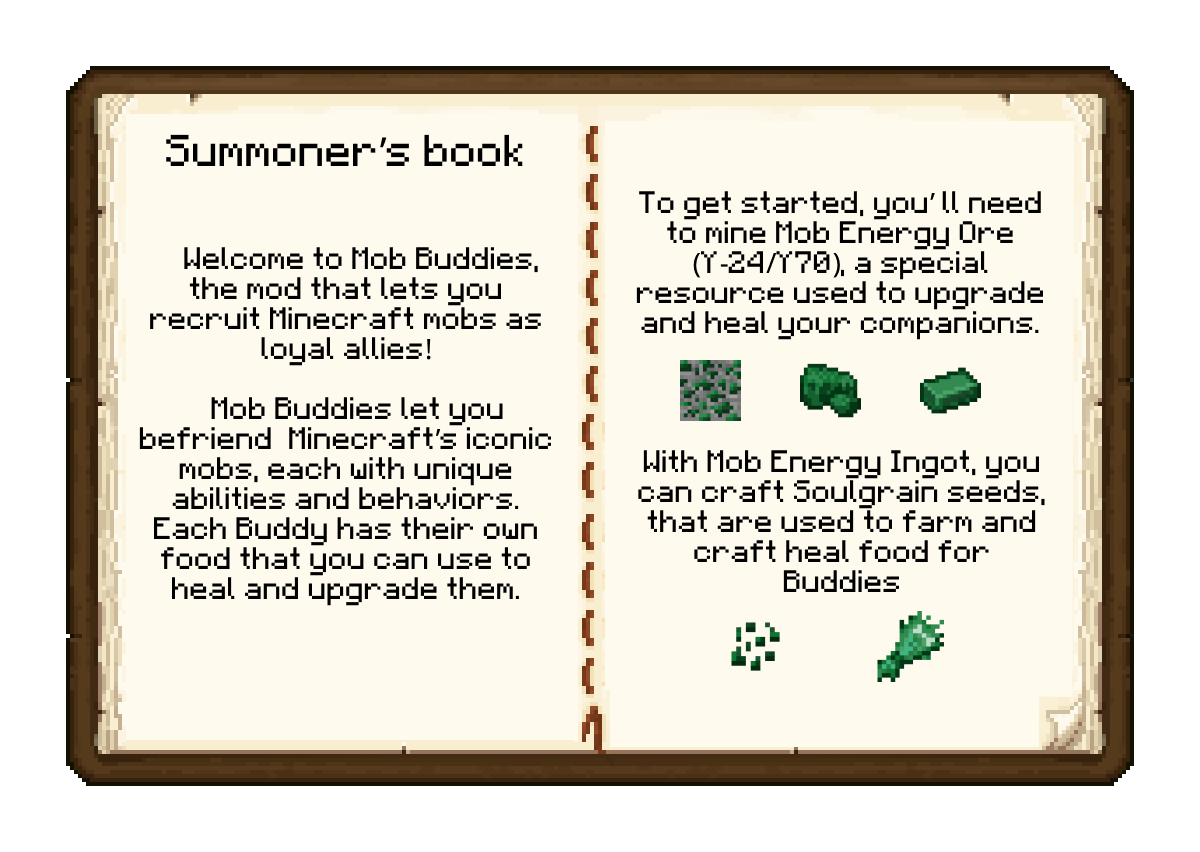 Summoner's book
Welcome to Mob Buddies,
the mod that lets you
recruit Minecraft mobs as
loyal allies!
Mob Buddies let you
befriend Minecraft's iconic
mobs, each with unique
abilities and behaviors.
Each Buddy has their own
food that you can use to
heal and upgrade them.
To get started, you'll need
to mine Mob Energy Ore
(Y-24/Y70), a special
resource used to upgrade
and heal your companions.
With Mob Energy Ingot, you
can craft Soulgrain seeds,
that are used to farm and
craft heal food for
Buddies